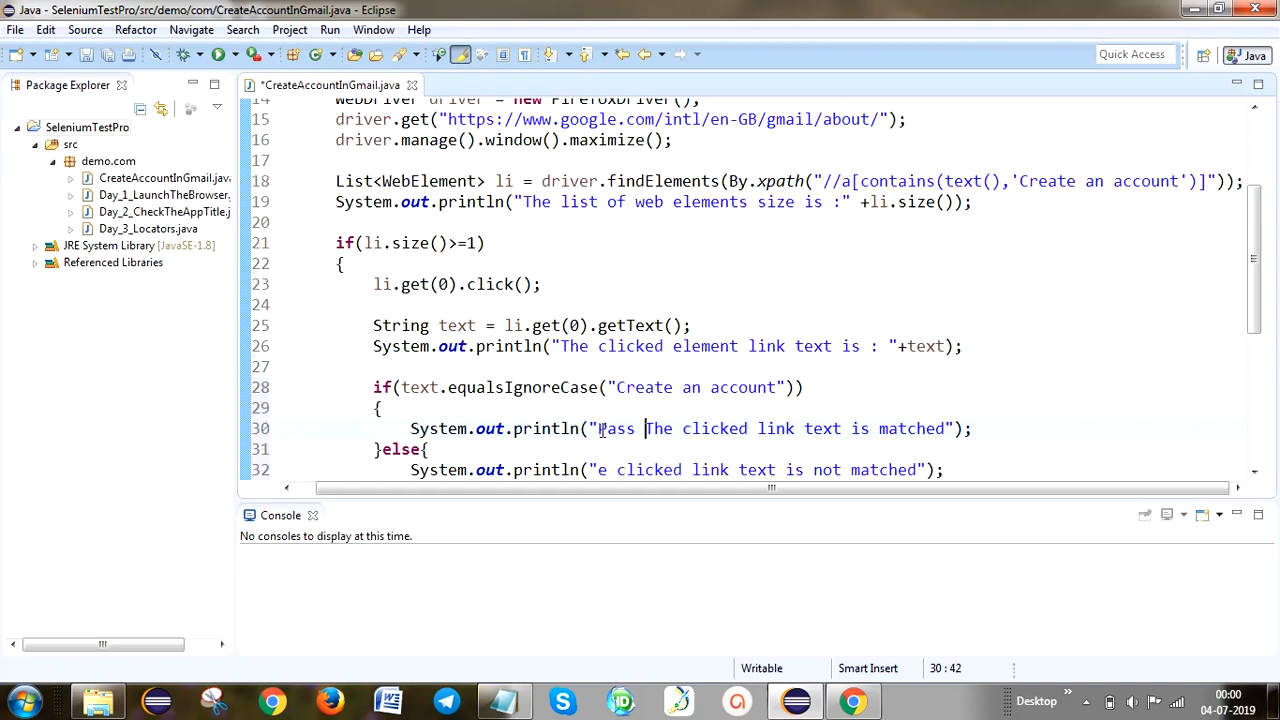 Java - SeleniumTestPro/src/demo/com/CreateAccountInGmail.java - Eclipse
File Edit Source Refactor Navigate Search Project Run Window Help
Quick Access Java
Package Explorer
*CreateAccountInGmail.java
SeleniumTestPro
src
demo.com
CreateAccountInGmail.java
Day_1_LaunchTheBrowser.
Day_2_CheckTheAppTitle.j
Day_3_Locators.java
JRE System Library [JavaSE-1.8]
Referenced Libraries
14 WebDriver driver = new FirefoxDriver();
15 driver.get("https://www.google.com/intl/en-GB/gmail/about/");
16 driver.manage().window().maximize();
17
18 List<WebElement> li = driver.findElements(By.xpath("//a[contains(text(),'Create an account')]"));
19 System.out.println("The list of web elements size is :" +li.size());
20
21 if(li.size()>=1)
22 {
23 li.get(0).click();
24
25 String text = li.get(0).getText();
26 System.out.println("The clicked element link text is : "+text);
27
28 if(text.equalsIgnoreCase("Create an account"))
29 {
30 System.out.println("Pass The clicked link text is matched");
31 }else{
32 System.out.println("e clicked link text is not matched");
Console
No consoles to display at this time.
Writable Smart Insert 30 : 42
Desktop
00:00
04-07-2019